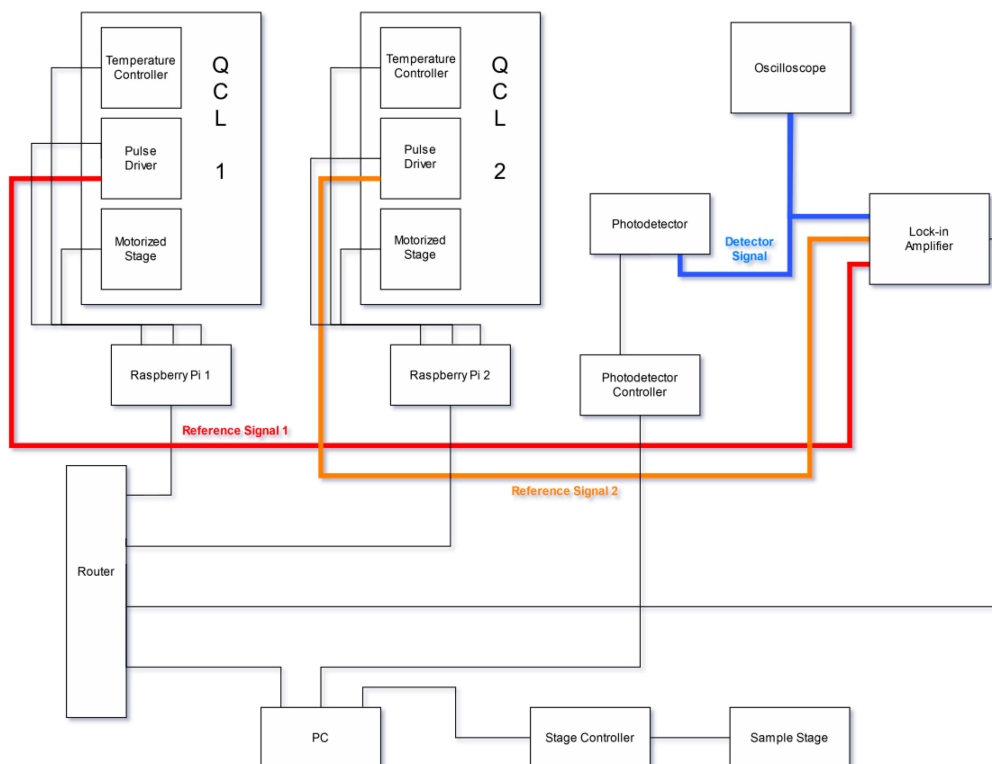 Temperature
Controller
Pulse
Driver
Motorized
Stage
Q
C
L
1
Temperature
Controller
Pulse
Driver
Motorized
Stage
Q
C
L
2
Oscilloscope
Photodetector
Detector
Signal
Lock-in
Amplifier
Raspberry Pi 1
Raspberry Pi 2
Photodetector
Controller
Reference Signal 1
Reference Signal 2
Router
PC
Stage Controller
Sample Stage